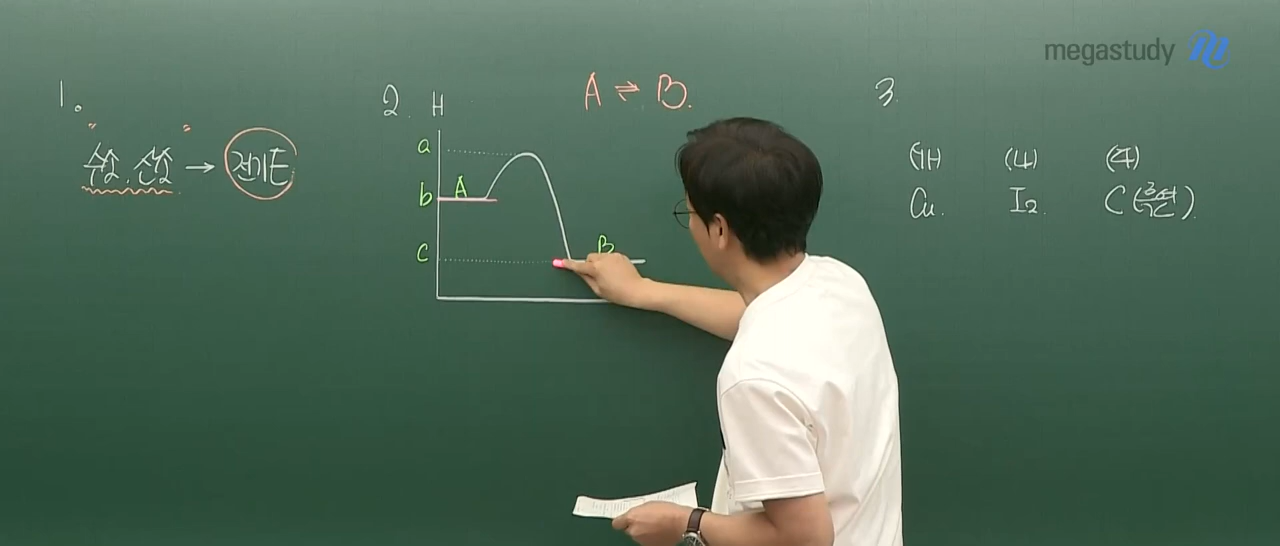 megastudy
1.
"수소, 산소" → 전기E
2. H
A ⇌ B.
a
b
A
c
B
3.
(가) (나) (다)
Cu. I₂. C(흑연).